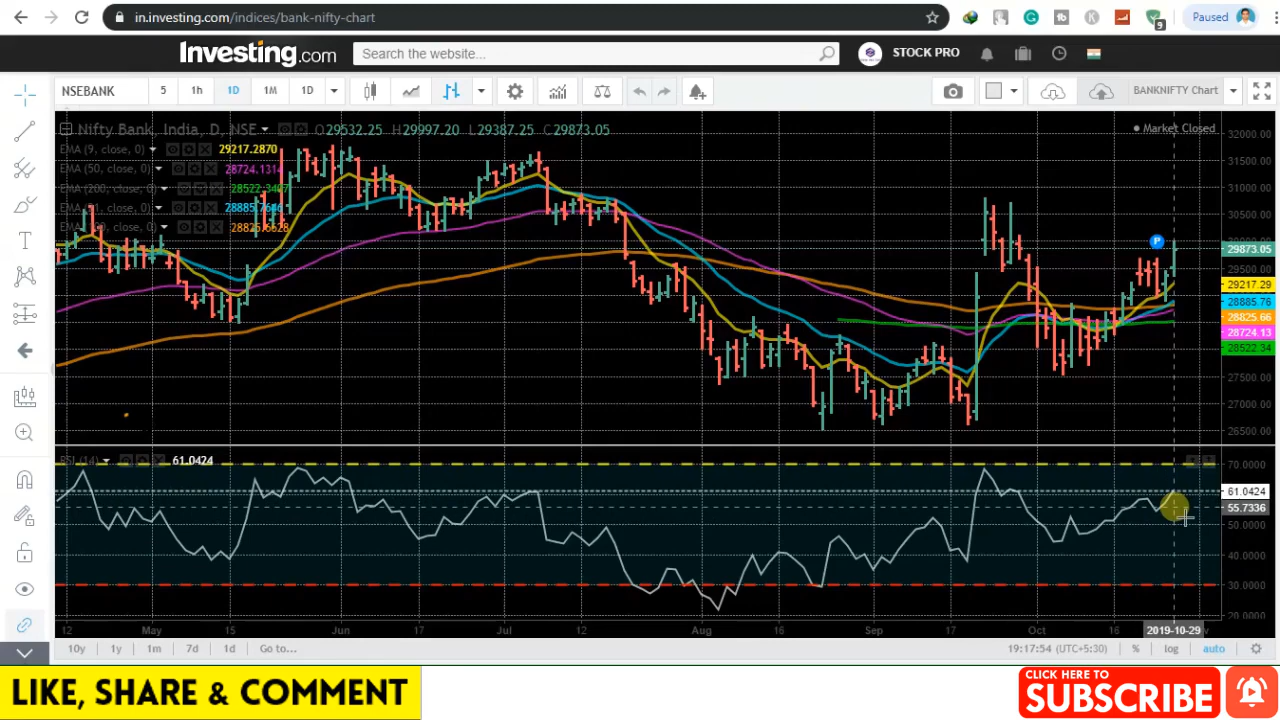 in.investing.com/indices/bank-nifty-chart
Paused
9
Investing.com
Search the website...
STOCK PRO
NSEBANK
5
1h
1D
1M
1D
BANKNIFTY Chart
Nifty Bank, India, D, NSE
O29532.25 H29997.20 L29387.25 C29873.05
Market Closed
EMA (9, close, 0)
29217.2870
EMA (50, close, 0)
EMA (200, close, 0)
32000.00
31500.00
31000.00
30500.00
29873.05
29500.00
29217.29
28885.76
28825.66
28724.13
28522.34
27500.00
27000.00
26500.00
P
RSI (14)
61.0424
70.0000
61.0424
55.7336
50.0000
40.0000
30.0000
20.0000
12
May
15
Jun
17
Jul
12
Aug
16
Sep
17
Oct
16
2019-10-29
10y
1y
1m
7d
1d
Go to...
19:17:54 (UTC+5:30)
%
log
auto
LIKE, SHARE & COMMENT
CLICK HERE TO
SUBSCRIBE